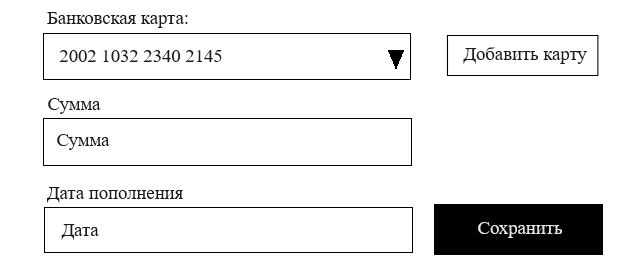 Банковская карта:
2002 1032 2340 2145
Добавить карту
Сумма
Сумма
Дата пополнения
Дата
Сохранить